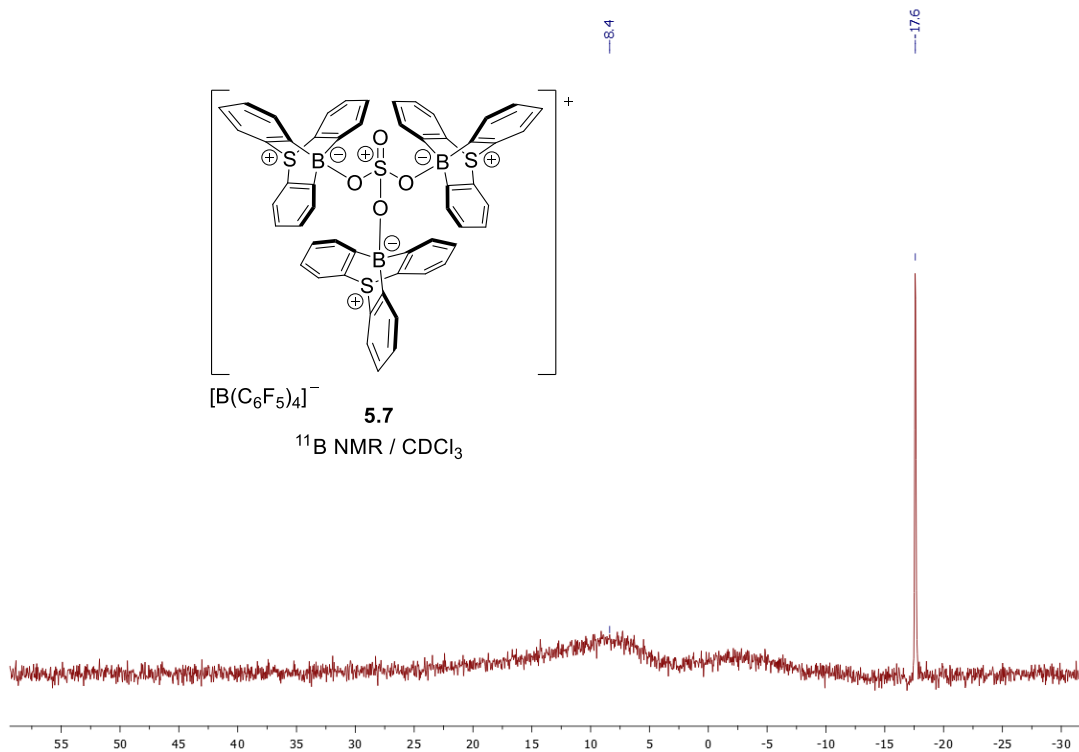 8.4
-17.6
+
O
S + B - O S + O - B S +
O
B -
S +
[B(C₆F₅)₄]⁻
5.7
¹¹B NMR / CDCl₃
55 50 45 40 35 30 25 20 15 10 5 0 -5 -10 -15 -20 -25 -30